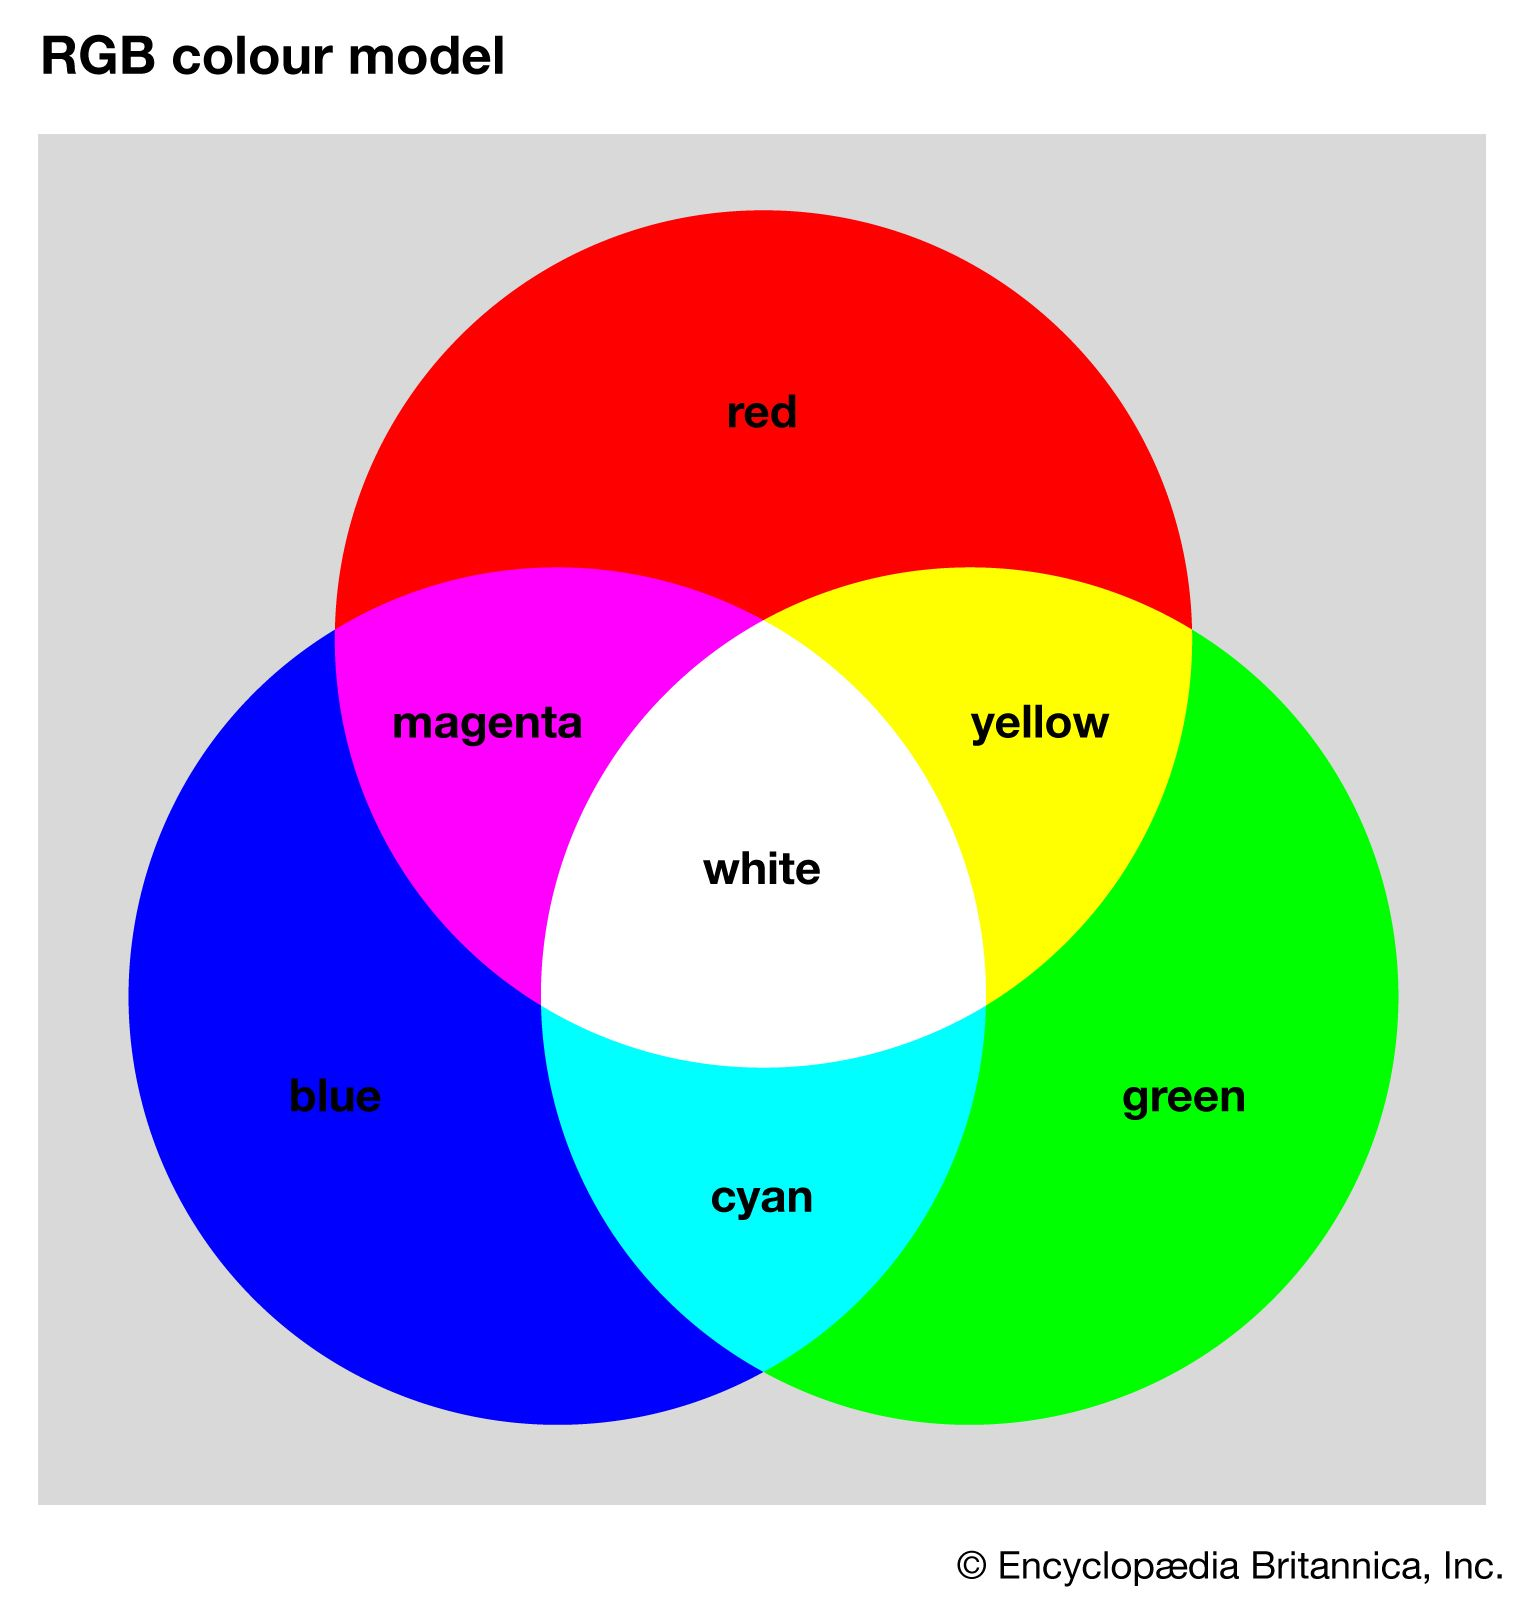 RGB colour model
red
magenta
yellow
white
blue
green
cyan
© Encyclopædia Britannica, Inc.